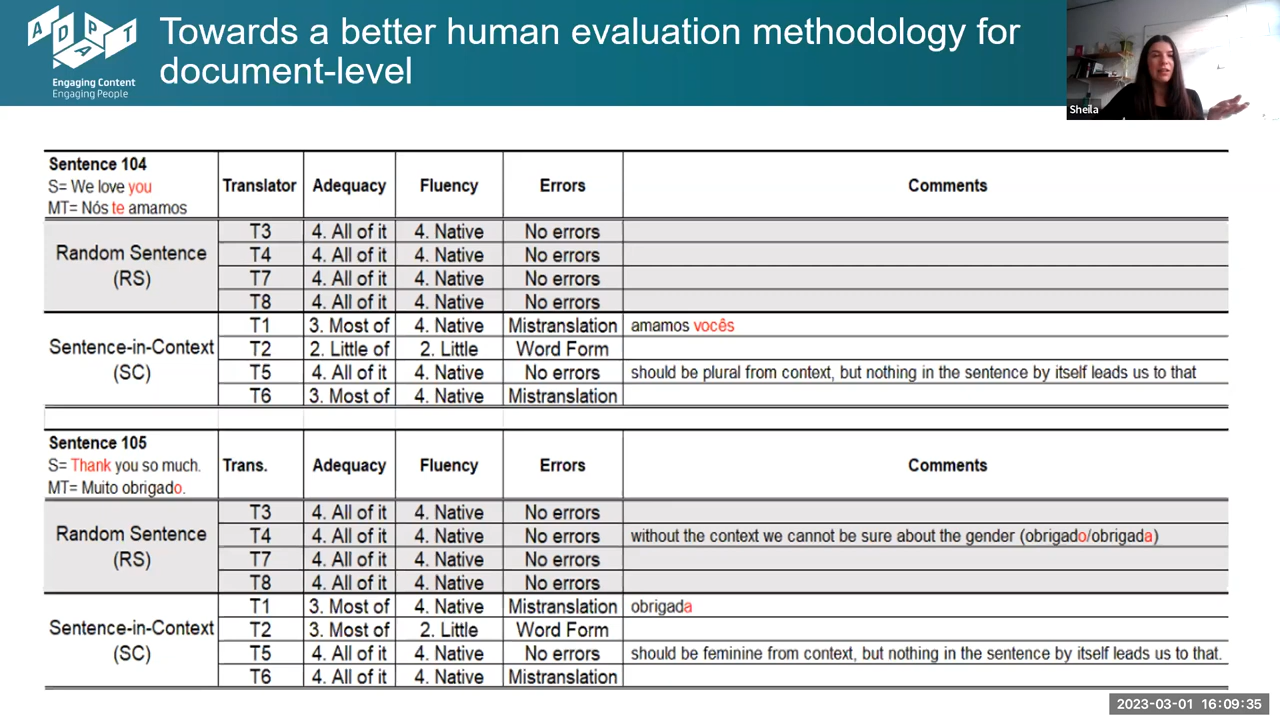 ADAPT
Engaging Content
Engaging People
Towards a better human evaluation methodology for
document-level
Sheila
Sentence 104
S= We love you
MT= Nós te amamos
Translator Adequacy Fluency Errors Comments
Random Sentence
(RS)
T3 4. All of it 4. Native No errors
T4 4. All of it 4. Native No errors
T7 4. All of it 4. Native No errors
T8 4. All of it 4. Native No errors
Sentence-in-Context
(SC)
T1 3. Most of 4. Native Mistranslation amamos vocês
T2 2. Little of 2. Little Word Form
T5 4. All of it 4. Native No errors should be plural from context, but nothing in the sentence by itself leads us to that
T6 3. Most of 4. Native Mistranslation
Sentence 105
S= Thank you so much.
MT= Muito obrigado.
Trans. Adequacy Fluency Errors Comments
Random Sentence
(RS)
T3 4. All of it 4. Native No errors
T4 4. All of it 4. Native No errors without the context we cannot be sure about the gender (obrigado/obrigada)
T7 4. All of it 4. Native No errors
T8 4. All of it 4. Native No errors
Sentence-in-Context
(SC)
T1 3. Most of 4. Native Mistranslation obrigada
T2 3. Most of 2. Little Word Form
T5 4. All of it 4. Native No errors should be feminine from context, but nothing in the sentence by itself leads us to that.
T6 4. All of it 4. Native Mistranslation
2023-03-01 16:09:35